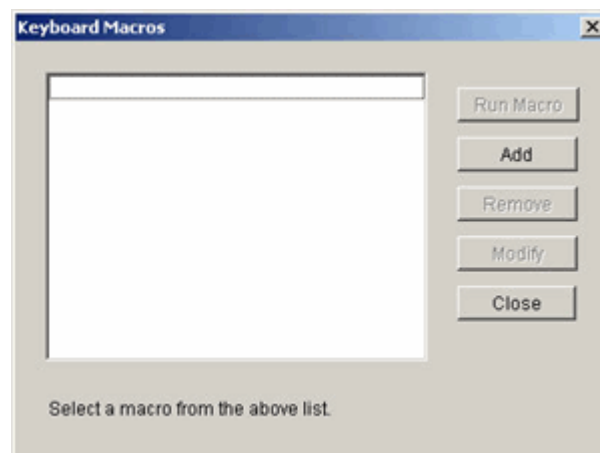 Keyboard Macros
Run Macro
Add
Remove
Modify
Close
Select a macro from the above list.